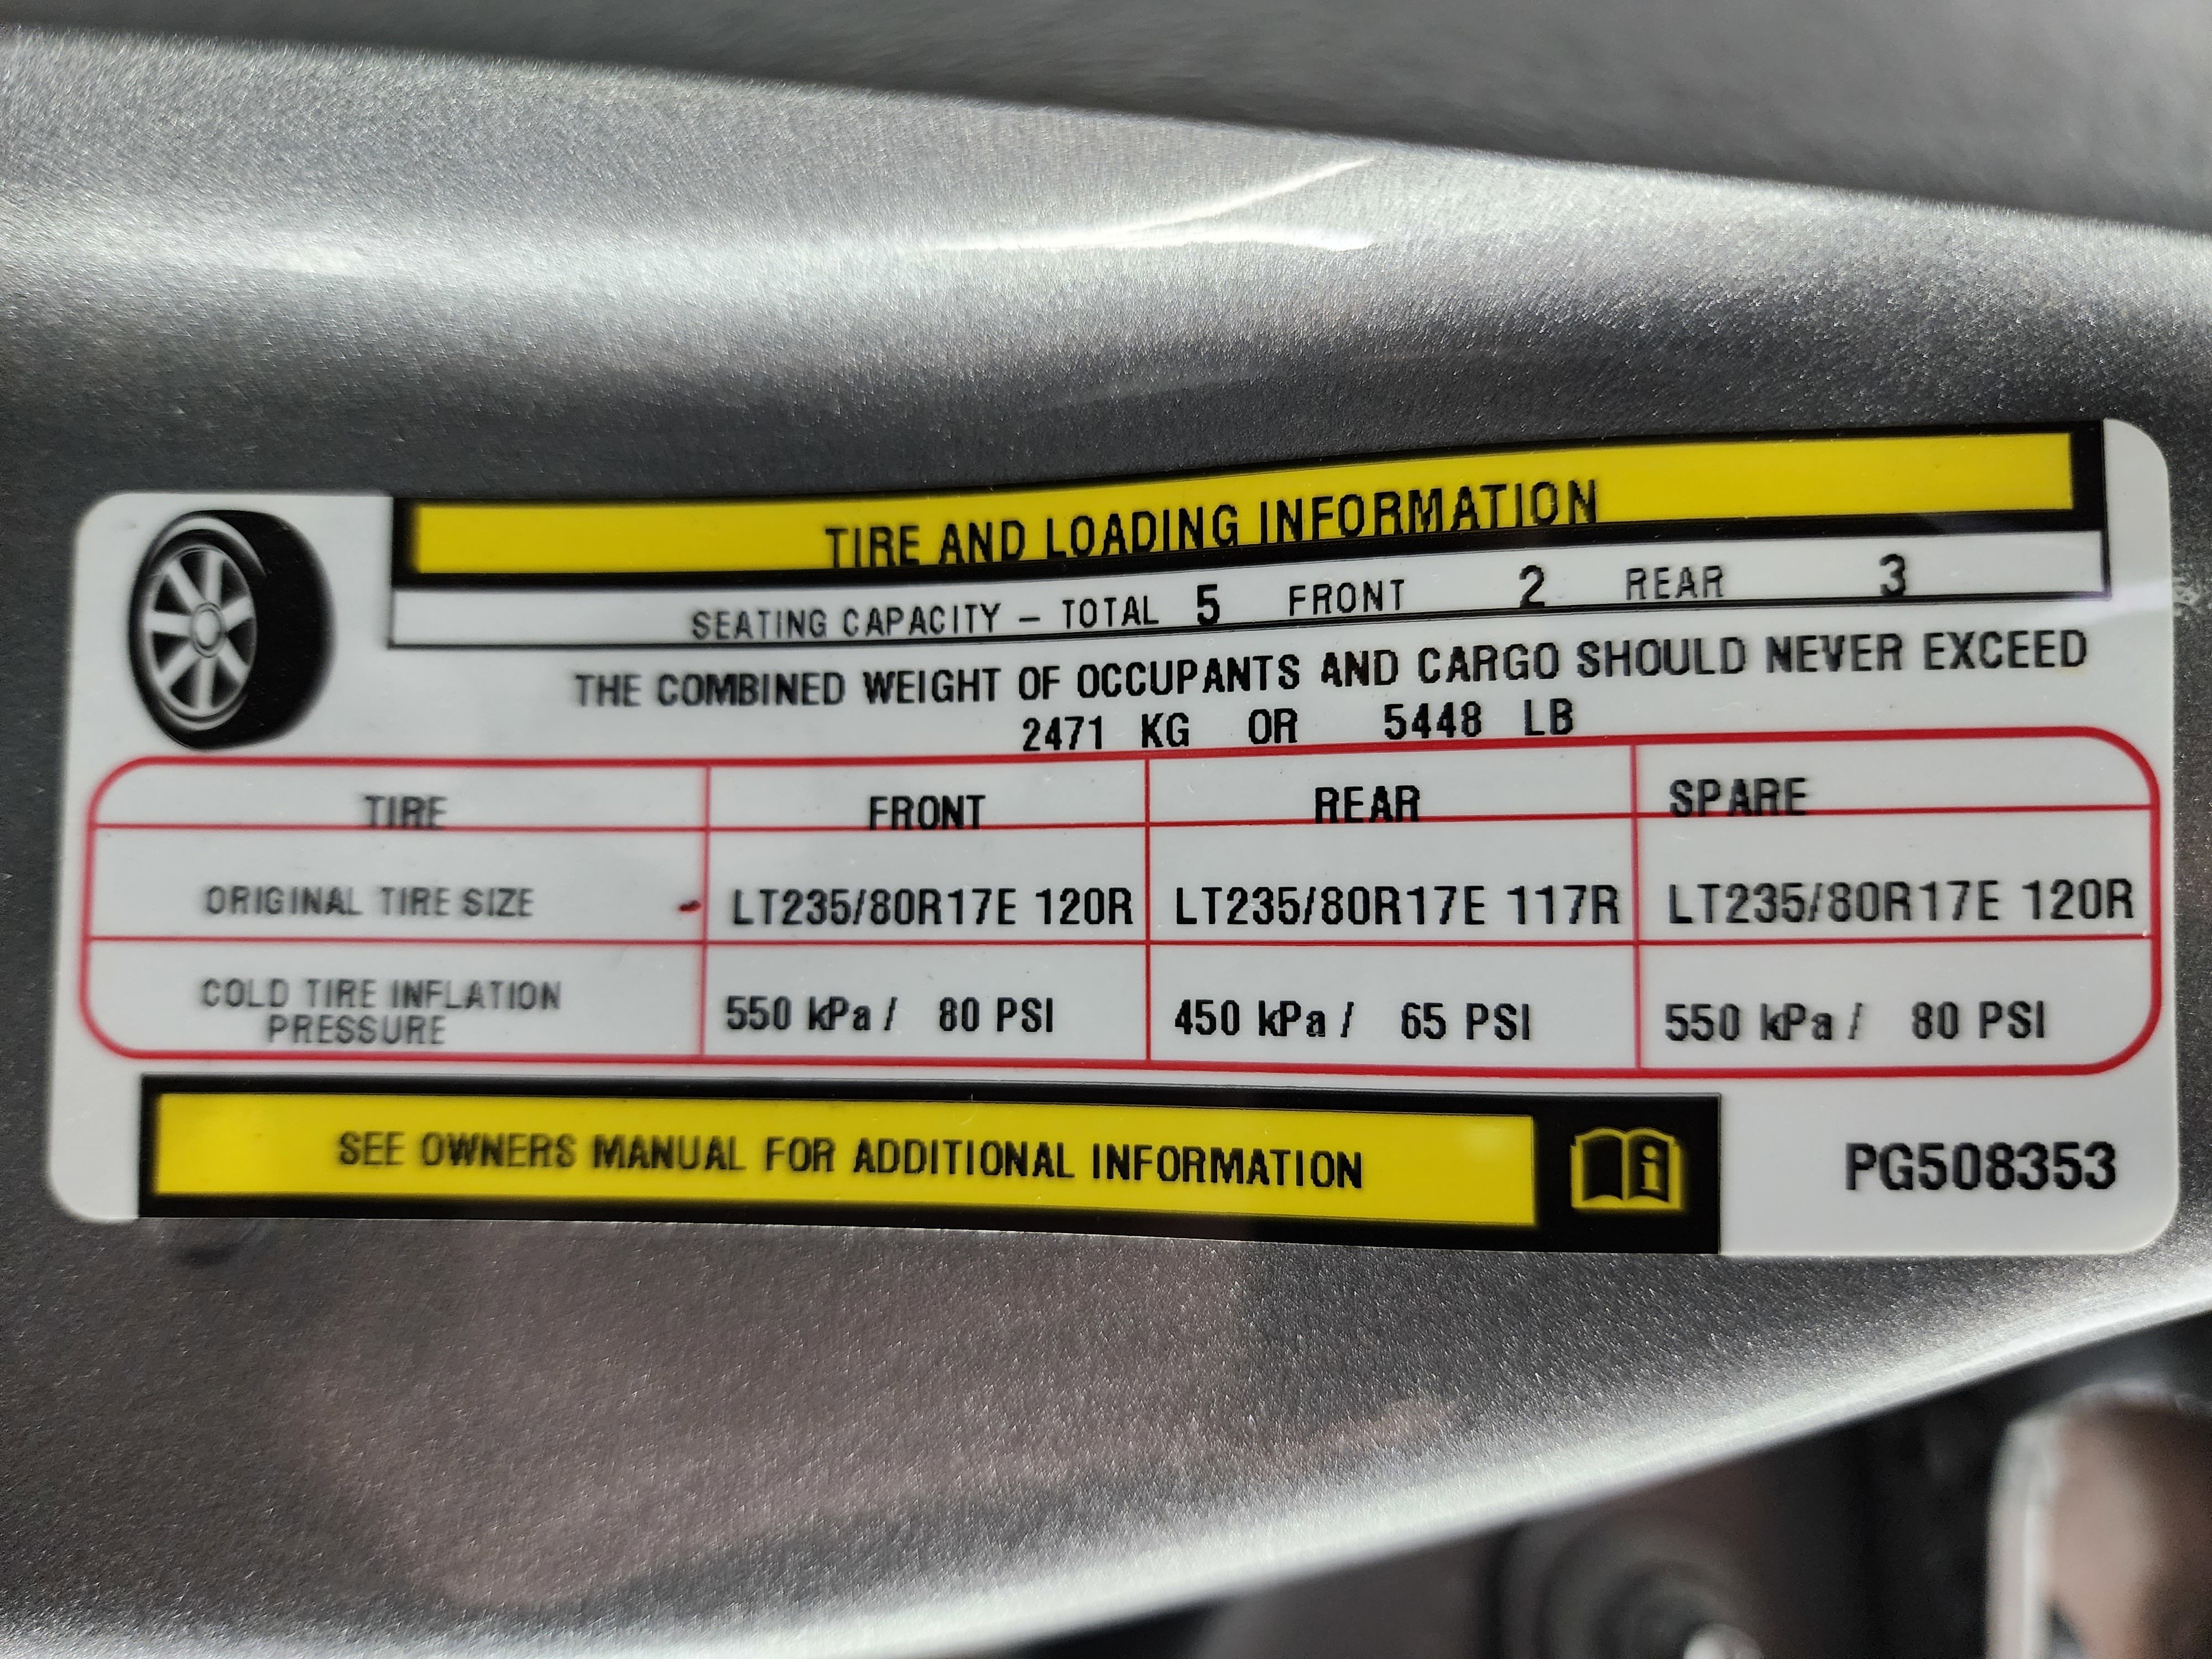 TIRE AND LOADING INFORMATION
SEATING CAPACITY – TOTAL 5 FRONT 2 REAR 3
THE COMBINED WEIGHT OF OCCUPANTS AND CARGO SHOULD NEVER EXCEED
2471 KG OR 5448 LB
TIRE FRONT REAR SPARE
ORIGINAL TIRE SIZE LT235/80R17E 120R LT235/80R17E 117R LT235/80R17E 120R
COLD TIRE INFLATION
PRESSURE 550 kPa / 80 PSI 450 kPa / 65 PSI 550 kPa / 80 PSI
SEE OWNERS MANUAL FOR ADDITIONAL INFORMATION i
PG508353